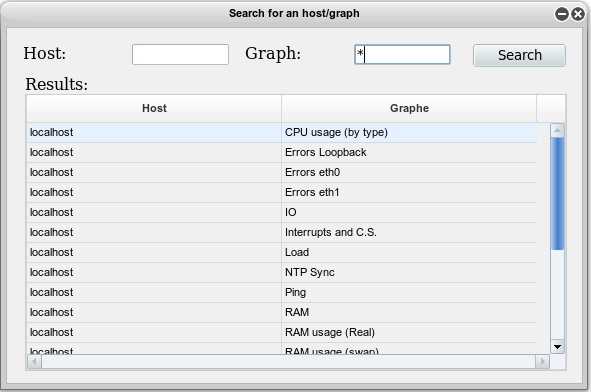 Search for an host/graph
Host: Graph: * Search
Results:
Host Graphe
localhost CPU usage (by type)
localhost Errors Loopback
localhost Errors eth0
localhost Errors eth1
localhost IO
localhost Interrupts and C.S.
localhost Load
localhost NTP Sync
localhost Ping
localhost RAM
localhost RAM usage (Real)
localhost RAM usage (swap)